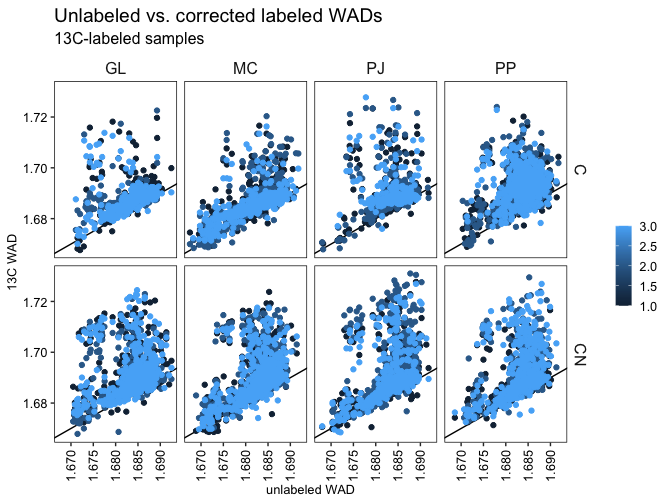 Unlabeled vs. corrected labeled WADs
13C-labeled samples
GL MC PJ PP
1.72
1.70
1.68
C
1.72
1.70
1.68
CN
13C WAD
3.0
2.5
2.0
1.5
1.0
1.670 1.675 1.680 1.685 1.690 1.670 1.675 1.680 1.685 1.690 1.670 1.675 1.680 1.685 1.690 1.670 1.675 1.680 1.685 1.690
unlabeled WAD